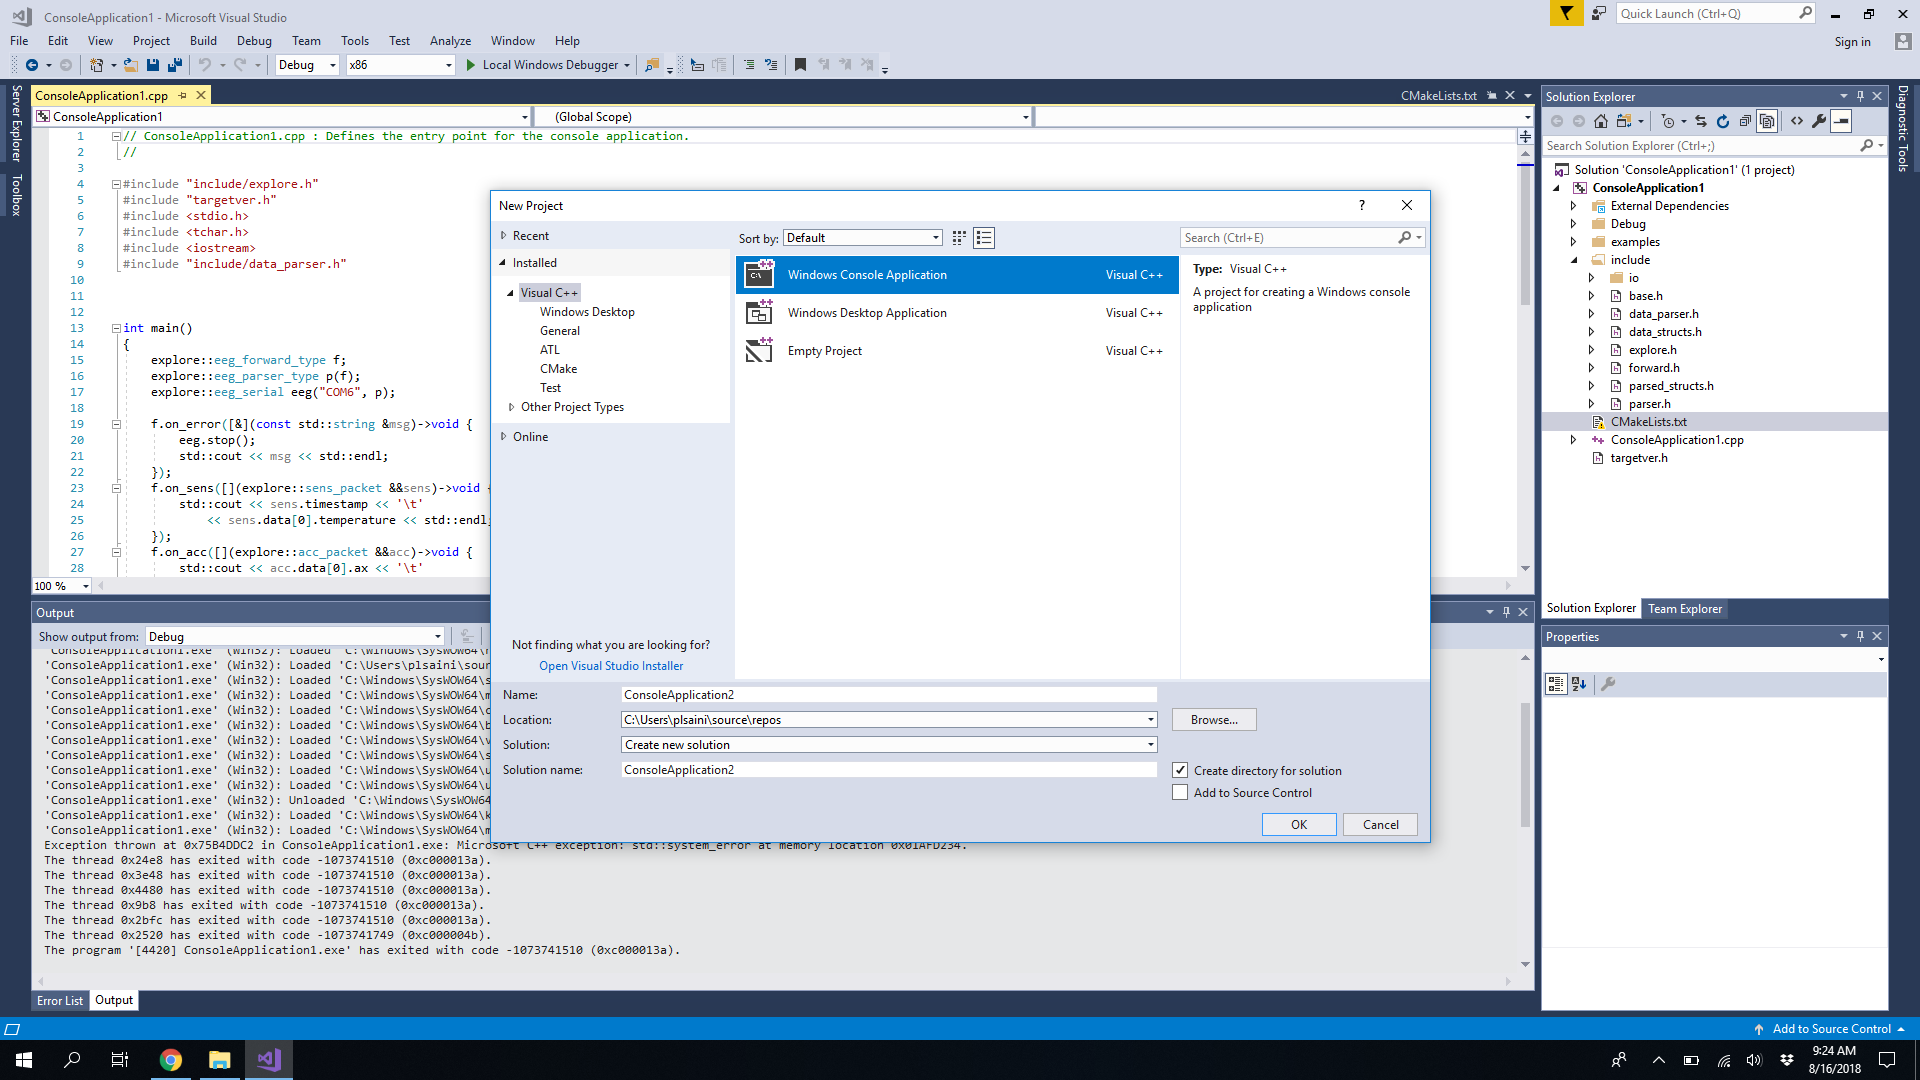 ConsoleApplication1 - Microsoft Visual Studio
Quick Launch (Ctrl+Q)
File Edit View Project Build Debug Team Tools Test Analyze Window Help
Sign in
Debug x86 Local Windows Debugger
Server Explorer
Toolbox
ConsoleApplication1.cpp
CMakeLists.txt
ConsoleApplication1 (Global Scope)
1 // ConsoleApplication1.cpp : Defines the entry point for the console application.
2 //
3
4 #include "include/explore.h"
5 #include "targetver.h"
6 #include <stdio.h>
7 #include <tchar.h>
8 #include <iostream>
9 #include "include/data_parser.h"
10
11
12
13 int main()
14 {
15 explore::eeg_forward_type f;
16 explore::eeg_parser_type p(f);
17 explore::eeg_serial eeg("COM6", p);
18
19 f.on_error([&](const std::string &msg)->void {
20 eeg.stop();
21 std::cout << msg << std::endl;
22 });
23 f.on_sens([](explore::sens_packet &&sens)->void {
24 std::cout << sens.timestamp << '\t'
25 << sens.data[0].temperature << std::endl;
26 });
27 f.on_acc([](explore::acc_packet &&acc)->void {
28 std::cout << acc.data[0].ax << '\t'
100 %
New Project
?
Recent
Installed
Visual C++
Windows Desktop
General
ATL
CMake
Test
Other Project Types
Online
Not finding what you are looking for?
Open Visual Studio Installer
Sort by: Default
Search (Ctrl+E)
Windows Console Application Visual C++
Windows Desktop Application Visual C++
Empty Project Visual C++
Type: Visual C++
A project for creating a Windows console
application
Name: ConsoleApplication2
Location: C:\Users\plsaini\source\repos
Browse...
Solution: Create new solution
Solution name: ConsoleApplication2
Create directory for solution
Add to Source Control
OK Cancel
Output
Show output from: Debug
'ConsoleApplication1.exe' (Win32): Loaded 'C:\Windows\SysWOW64\
'ConsoleApplication1.exe' (Win32): Loaded 'C:\Users\plsaini\sour
'ConsoleApplication1.exe' (Win32): Loaded 'C:\Windows\SysWOW64\s
'ConsoleApplication1.exe' (Win32): Loaded 'C:\Windows\SysWOW64\m
'ConsoleApplication1.exe' (Win32): Loaded 'C:\Windows\SysWOW64\c
'ConsoleApplication1.exe' (Win32): Loaded 'C:\Windows\SysWOW64\b
'ConsoleApplication1.exe' (Win32): Loaded 'C:\Windows\SysWOW64\v
'ConsoleApplication1.exe' (Win32): Loaded 'C:\Windows\SysWOW64\s
'ConsoleApplication1.exe' (Win32): Loaded 'C:\Windows\SysWOW64\u
'ConsoleApplication1.exe' (Win32): Loaded 'C:\Windows\SysWOW64\u
'ConsoleApplication1.exe' (Win32): Unloaded 'C:\Windows\SysWOW64
'ConsoleApplication1.exe' (Win32): Loaded 'C:\Windows\SysWOW64\k
'ConsoleApplication1.exe' (Win32): Loaded 'C:\Windows\SysWOW64\m
Exception thrown at 0x75B4DDC2 in ConsoleApplication1.exe: Microsoft C++ exception: std::system_error at memory location 0x01AFD234.
The thread 0x24e8 has exited with code -1073741510 (0xc000013a).
The thread 0x3e48 has exited with code -1073741510 (0xc000013a).
The thread 0x4480 has exited with code -1073741510 (0xc000013a).
The thread 0x9b8 has exited with code -1073741510 (0xc000013a).
The thread 0x2bfc has exited with code -1073741510 (0xc000013a).
The thread 0x2520 has exited with code -1073741749 (0xc000004b).
The program '[4420] ConsoleApplication1.exe' has exited with code -1073741510 (0xc000013a).
Error List Output
Solution Explorer
Search Solution Explorer (Ctrl+;)
Solution 'ConsoleApplication1' (1 project)
ConsoleApplication1
External Dependencies
Debug
examples
include
io
base.h
data_parser.h
data_structs.h
explore.h
forward.h
parsed_structs.h
parser.h
CMakeLists.txt
ConsoleApplication1.cpp
targetver.h
Solution Explorer Team Explorer
Properties
Diagnostic Tools
Add to Source Control
9:24 AM
8/16/2018